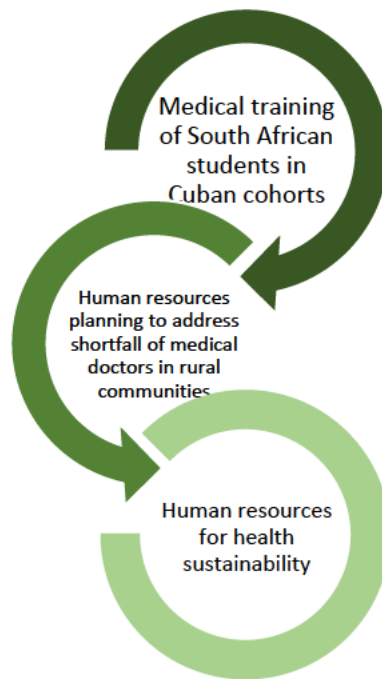 Medical training
of South African
students in
Cuban cohorts
Human resources
planning to address
shortfall of medical
doctors in rural
communities
Human resources
for health
sustainability